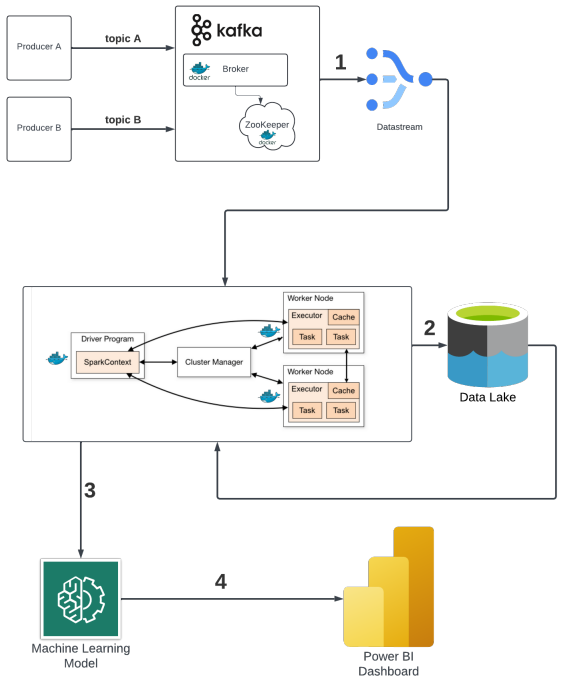 Producer A
topic A
kafka
docker
Broker
ZooKeeper
docker
1
Datastream
Producer B
topic B
Driver Program
SparkContext
Cluster Manager
Worker Node
Executor
Cache
Task
Task
Worker Node
Executor
Cache
Task
Task
2
Data Lake
3
4
Machine Learning
Model
Power BI
Dashboard